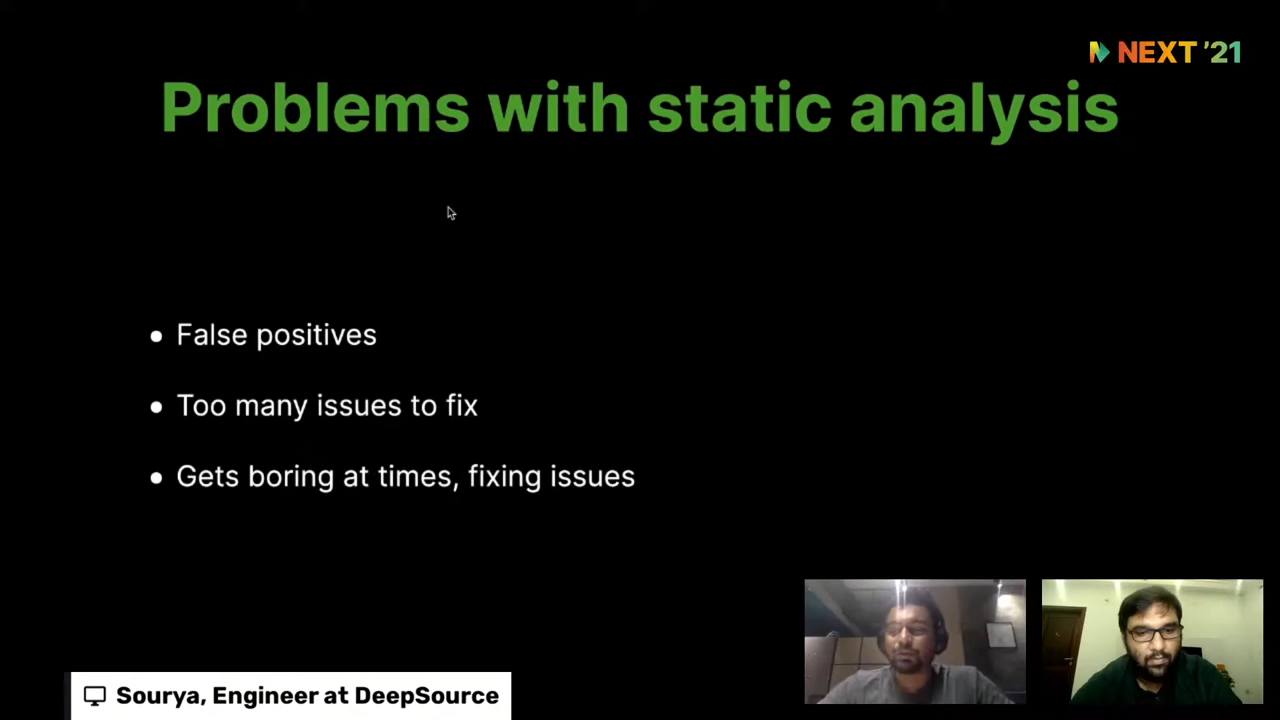 NEXT '21
Problems with static analysis
• False positives
• Too many issues to fix
• Gets boring at times, fixing issues
Sourya, Engineer at DeepSource